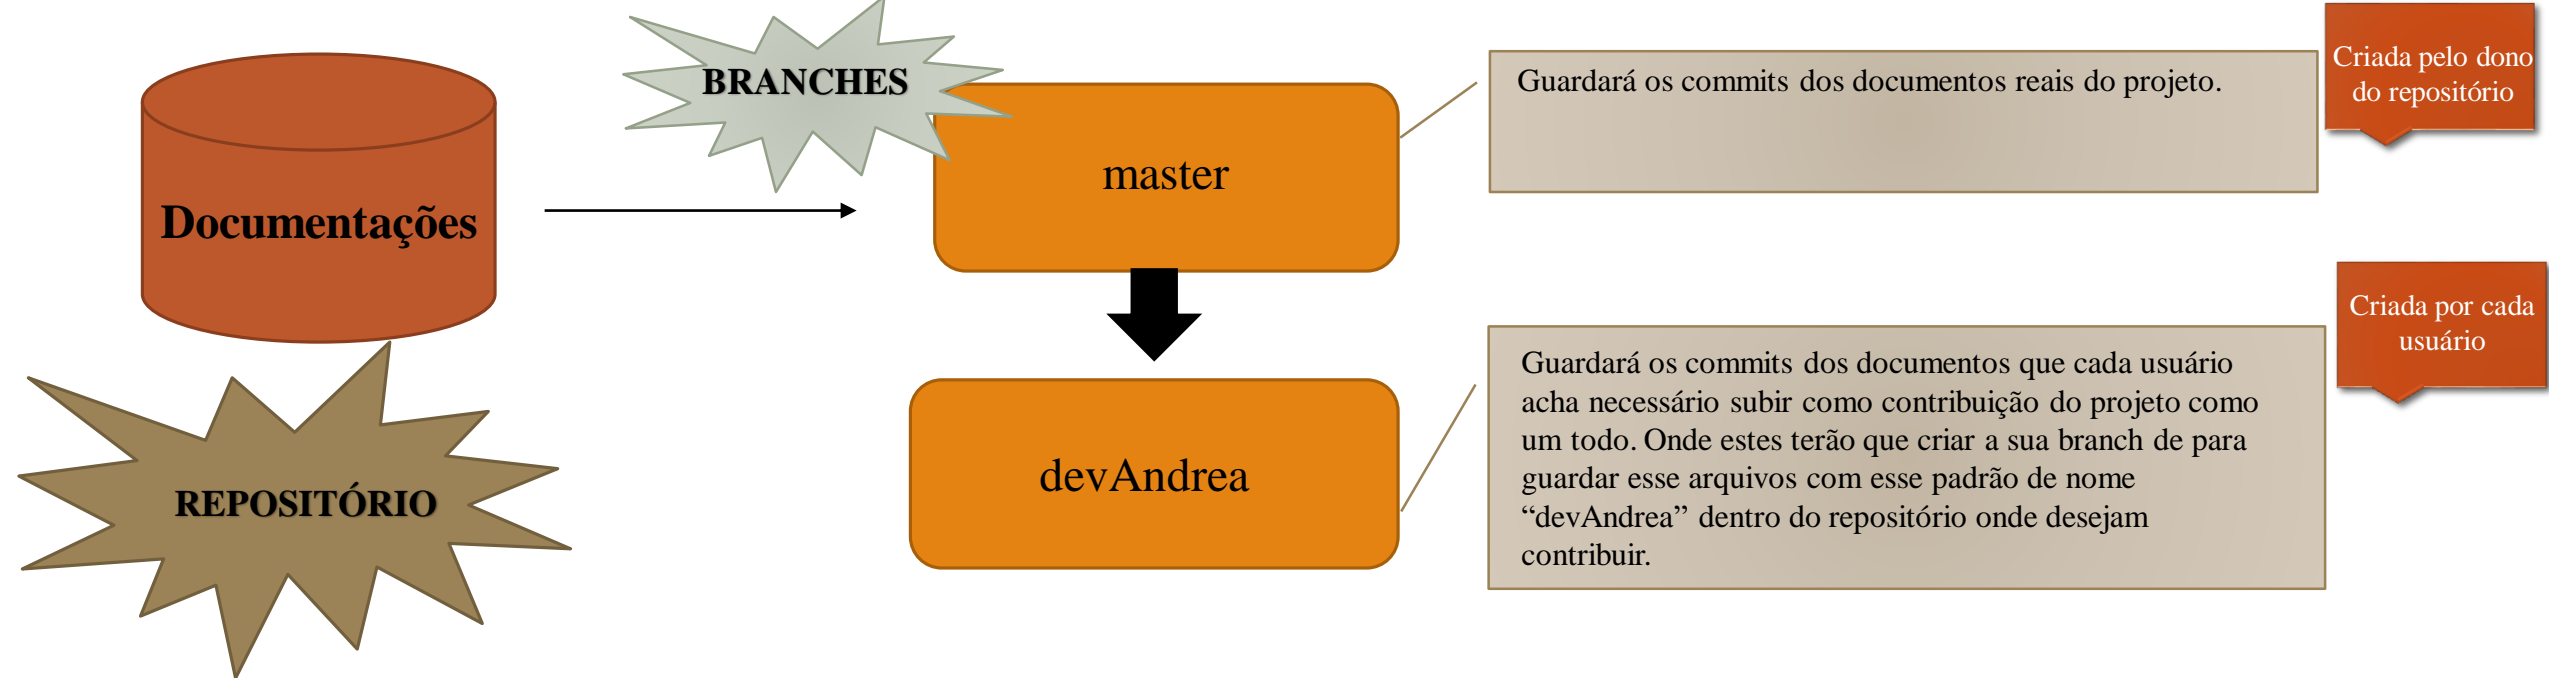 Documentações
REPOSITÓRIO
BRANCHES
master
Guardará os commits dos documentos reais do projeto.
Criada pelo dono
do repositório
devAndrea
Guardará os commits dos documentos que cada usuário
acha necessário subir como contribuição do projeto como
um todo. Onde estes terão que criar a sua branch de para
guardar esse arquivos com esse padrão de nome
“devAndrea” dentro do repositório onde desejam
contribuir.
Criada por cada
usuário